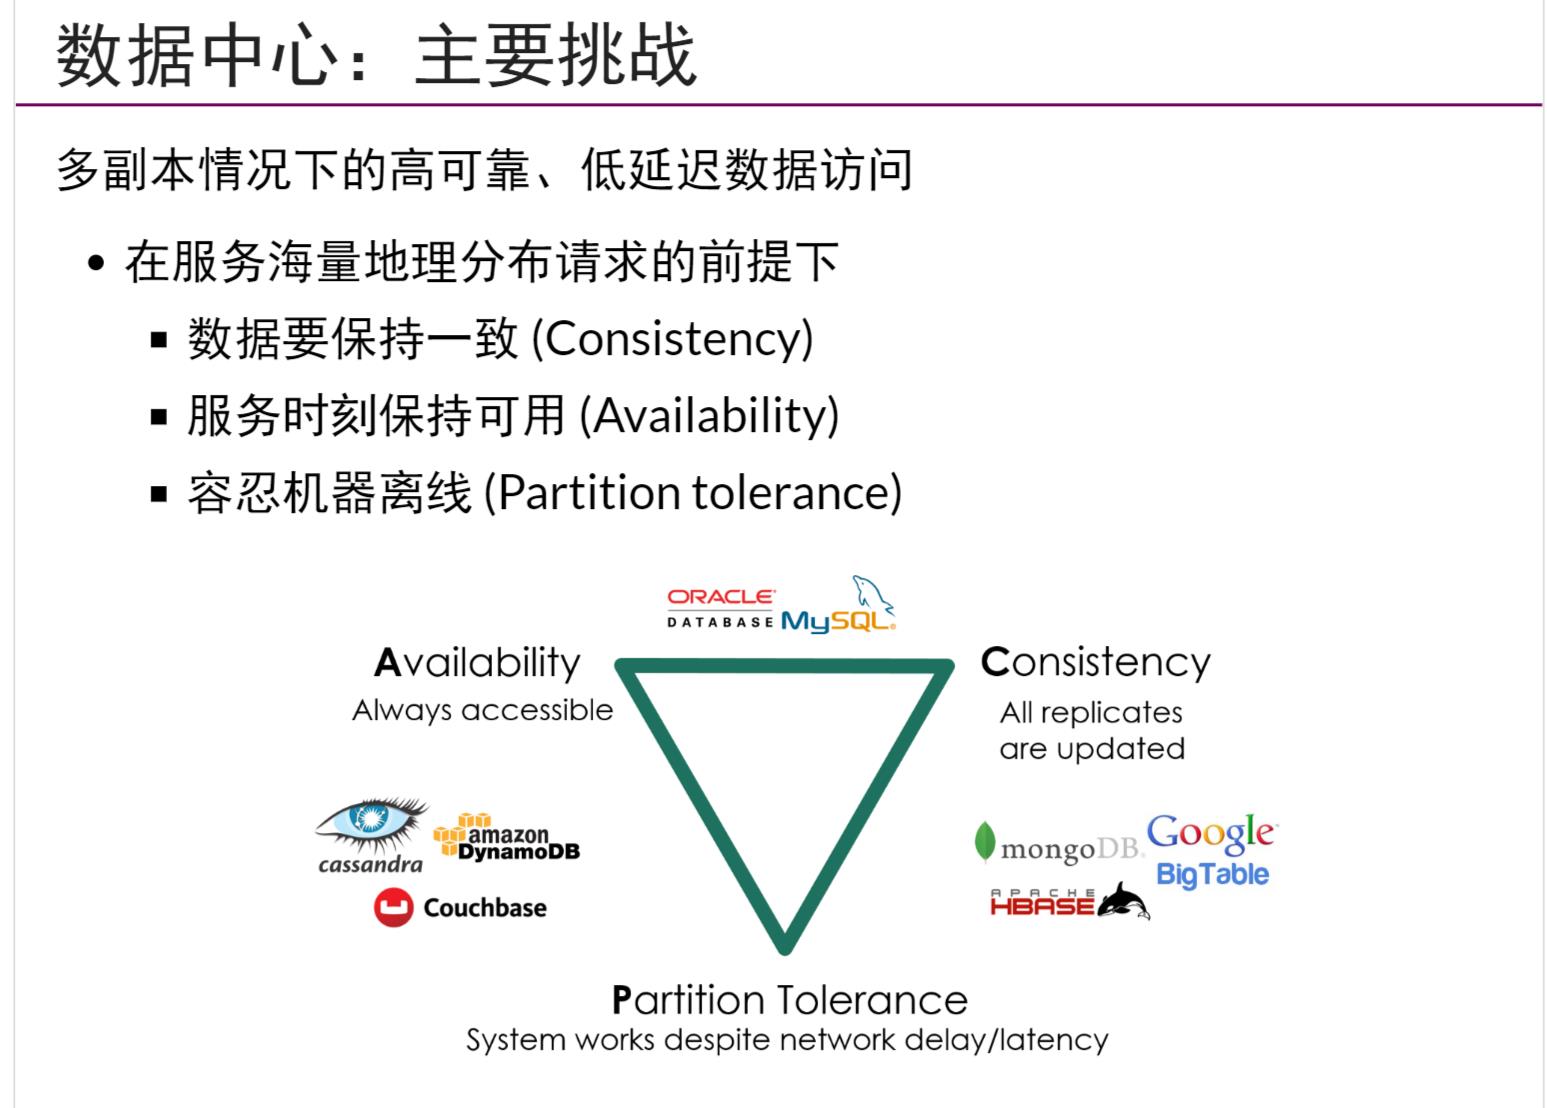 数据中心：主要挑战
多副本情况下的高可靠、低延迟数据访问
• 在服务海量地理分布请求的前提下
▪ 数据要保持一致 (Consistency)
▪ 服务时刻保持可用 (Availability)
▪ 容忍机器离线 (Partition tolerance)
ORACLE
DATABASE
MySQL
Availability
Always accessible
Consistency
All replicates
are updated
cassandra
amazon
DynamoDB
Couchbase
mongoDB
Google
BigTable
APACHE
HBASE
Partition Tolerance
System works despite network delay/latency